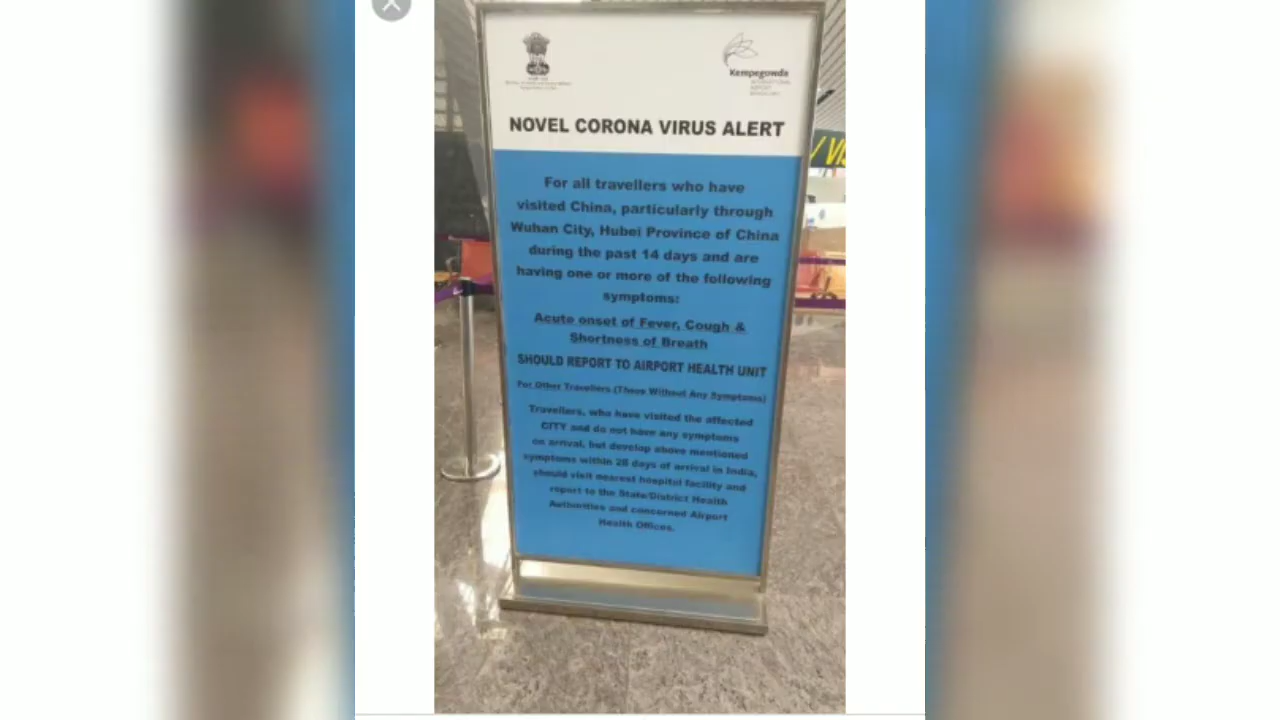 Kempegowda
INTERNATIONAL
AIRPORT
BENGALURU
NOVEL CORONA VIRUS ALERT
For all travellers who have
visited China, particularly through
Wuhan City, Hubei Province of China
during the past 14 days and are
having one or more of the following
symptoms:
Acute onset of Fever, Cough &
Shortness of Breath
SHOULD REPORT TO AIRPORT HEALTH UNIT
For Other Travellers (Those Without Any Symptoms)
Travellers, who have visited the affected
CITY and do not have any symptoms
on arrival, but develop above mentioned
symptoms within 28 days of arrival in India,
should visit nearest hospital facility and
report to the State/District Health
Authorities and concerned Airport
Health Offices.